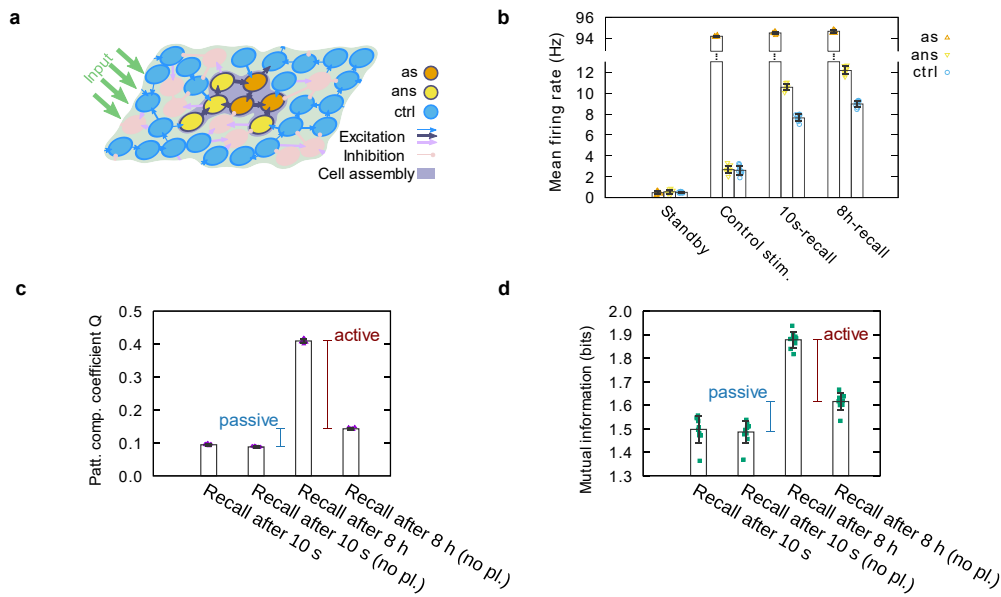 a
Input
as
ans
ctrl
Excitation
Inhibition
Cell assembly
b
Mean firing rate (Hz)
96
94
12
10
8
6
4
2
0
as
ans
ctrl
Standby
Control stim.
10s-recall
8h-recall
c
Patt. comp. coefficient Q
0.5
0.4
0.3
0.2
0.1
0.0
passive
active
Recall after 10 s
Recall after 10 s (no pl.)
Recall after 8 h
Recall after 8 h (no pl.)
d
Mutual information (bits)
2.0
1.9
1.8
1.7
1.6
1.5
1.4
1.3
passive
active
Recall after 10 s
Recall after 10 s (no pl.)
Recall after 8 h
Recall after 8 h (no pl.)